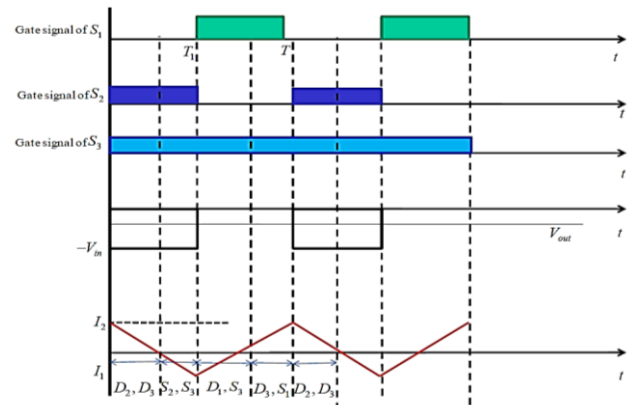 Gate signal of S₁
T₁
T
t
Gate signal of S₂
t
Gate signal of S₃
t
−Vᵢₙ
Vₒᵤₜ
t
I₂
I₁
t
D₂, D₃ S₂, S₃ D₁, S₃ D₃, S₁ D₂, D₃